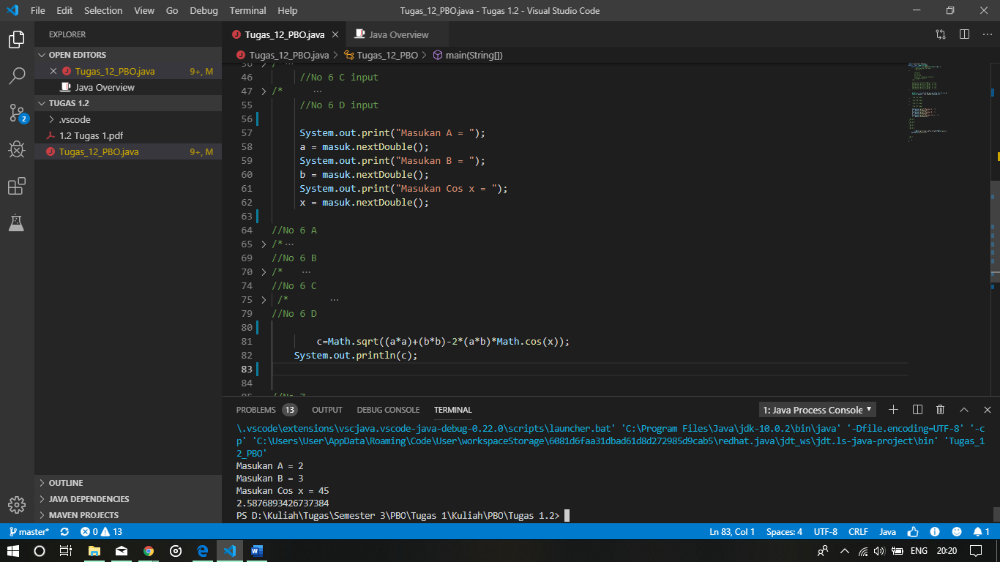 File Edit Selection View Go Debug Terminal Help Tugas_12_PBO.java - Tugas 1.2 - Visual Studio Code
EXPLORER
OPEN EDITORS
Tugas_12_PBO.java 9+, M
Java Overview
TUGAS 1.2
.vscode
1.2 Tugas 1.pdf
Tugas_12_PBO.java 9+, M
2
OUTLINE
JAVA DEPENDENCIES
MAVEN PROJECTS
Tugas_12_PBO.java Java Overview
Tugas_12_PBO.java > Tugas_12_PBO > main(String[])
46 //No 6 C input
47 /* ...
55 //No 6 D input
56
57 System.out.print("Masukan A = ");
58 a = masuk.nextDouble();
59 System.out.print("Masukan B = ");
60 b = masuk.nextDouble();
61 System.out.print("Masukan Cos x = ");
62 x = masuk.nextDouble();
63
64 //No 6 A
65 /* ...
69 //No 6 B
70 /* ...
74 //No 6 C
75 /* ...
79 //No 6 D
80
81 c=Math.sqrt((a*a)+(b*b)-2*(a*b)*Math.cos(x));
82 System.out.println(c);
83
84
PROBLEMS 13 OUTPUT DEBUG CONSOLE TERMINAL 1: Java Process Console
\.vscode\extensions\vscjava.vscode-java-debug-0.22.0\scripts\launcher.bat' 'C:\Program Files\Java\jdk-10.0.2\bin\java' '-Dfile.encoding=UTF-8' '-c
p' 'C:\Users\User\AppData\Roaming\Code\User\workspaceStorage\6081d6faa31dbad61d8d272985d9cab5\redhat.java\jdt_ws\jdt.ls-java-project\bin' 'Tugas_1
2_PBO'
Masukan A = 2
Masukan B = 3
Masukan Cos x = 45
2.5876893426737384
PS D:\Kuliah\Tugas\Semester 3\PBO\Tugas 1\Kuliah\PBO\Tugas 1.2>
master* 0 13 Ln 83, Col 1 Spaces: 4 UTF-8 CRLF Java 1
ENG 20:20